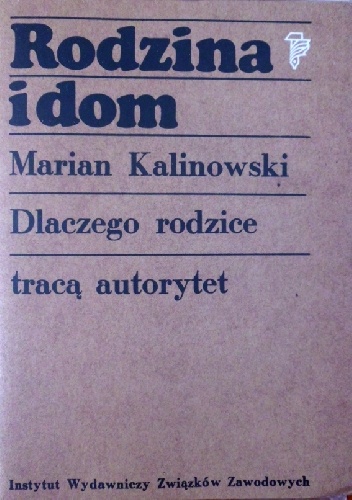 Rodzina
i dom
Marian Kalinowski
Dlaczego rodzice
tracą autorytet
Instytut Wydawniczy Związków Zawodowych